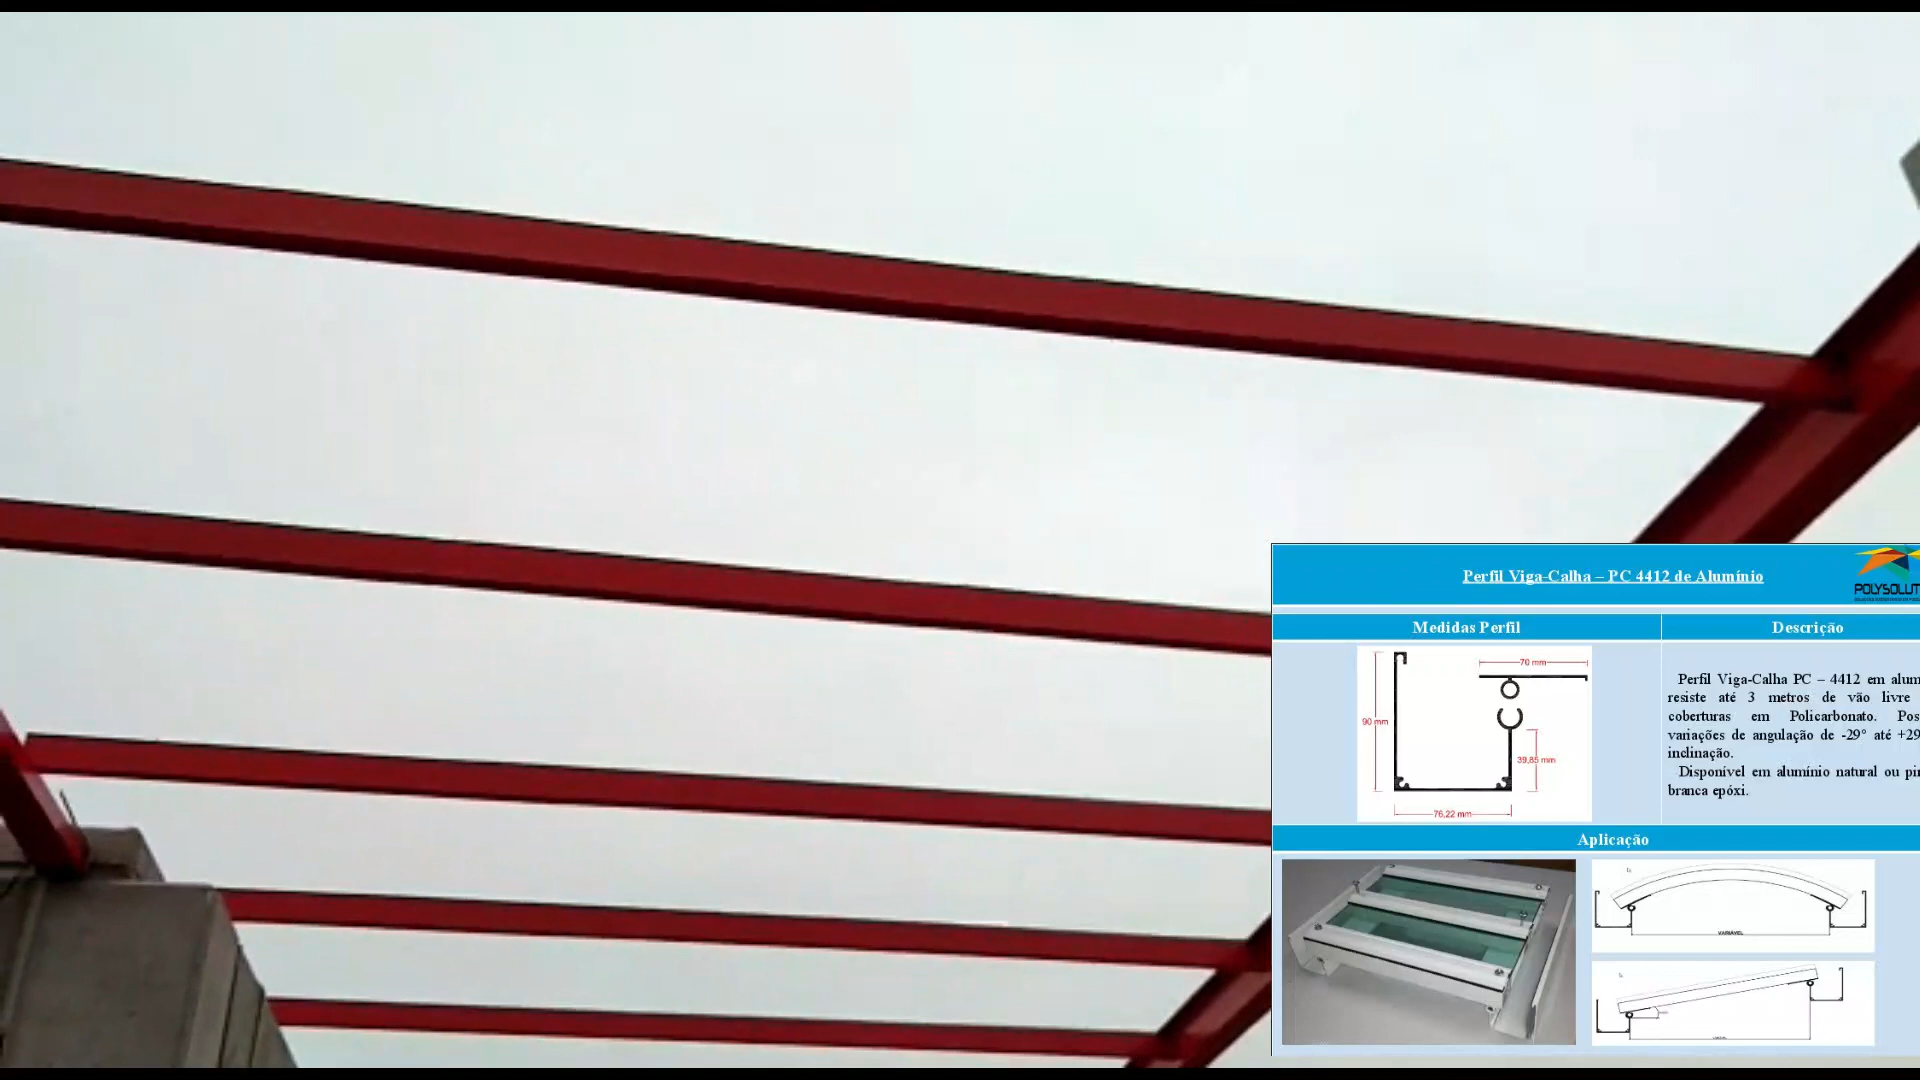 Perfil Viga-Calha – PC 4412 de Alumínio
POLYSOLUT
Medidas Perfil
Descrição
70 mm
90 mm
39,85 mm
76,22 mm
Perfil Viga-Calha PC – 4412 em alum
resiste até 3 metros de vão livre
coberturas em Policarbonato. Pos
variações de angulação de -29° até +29
inclinação.
Disponível em alumínio natural ou pi
branca epóxi.
Aplicação
VARIÁVEL